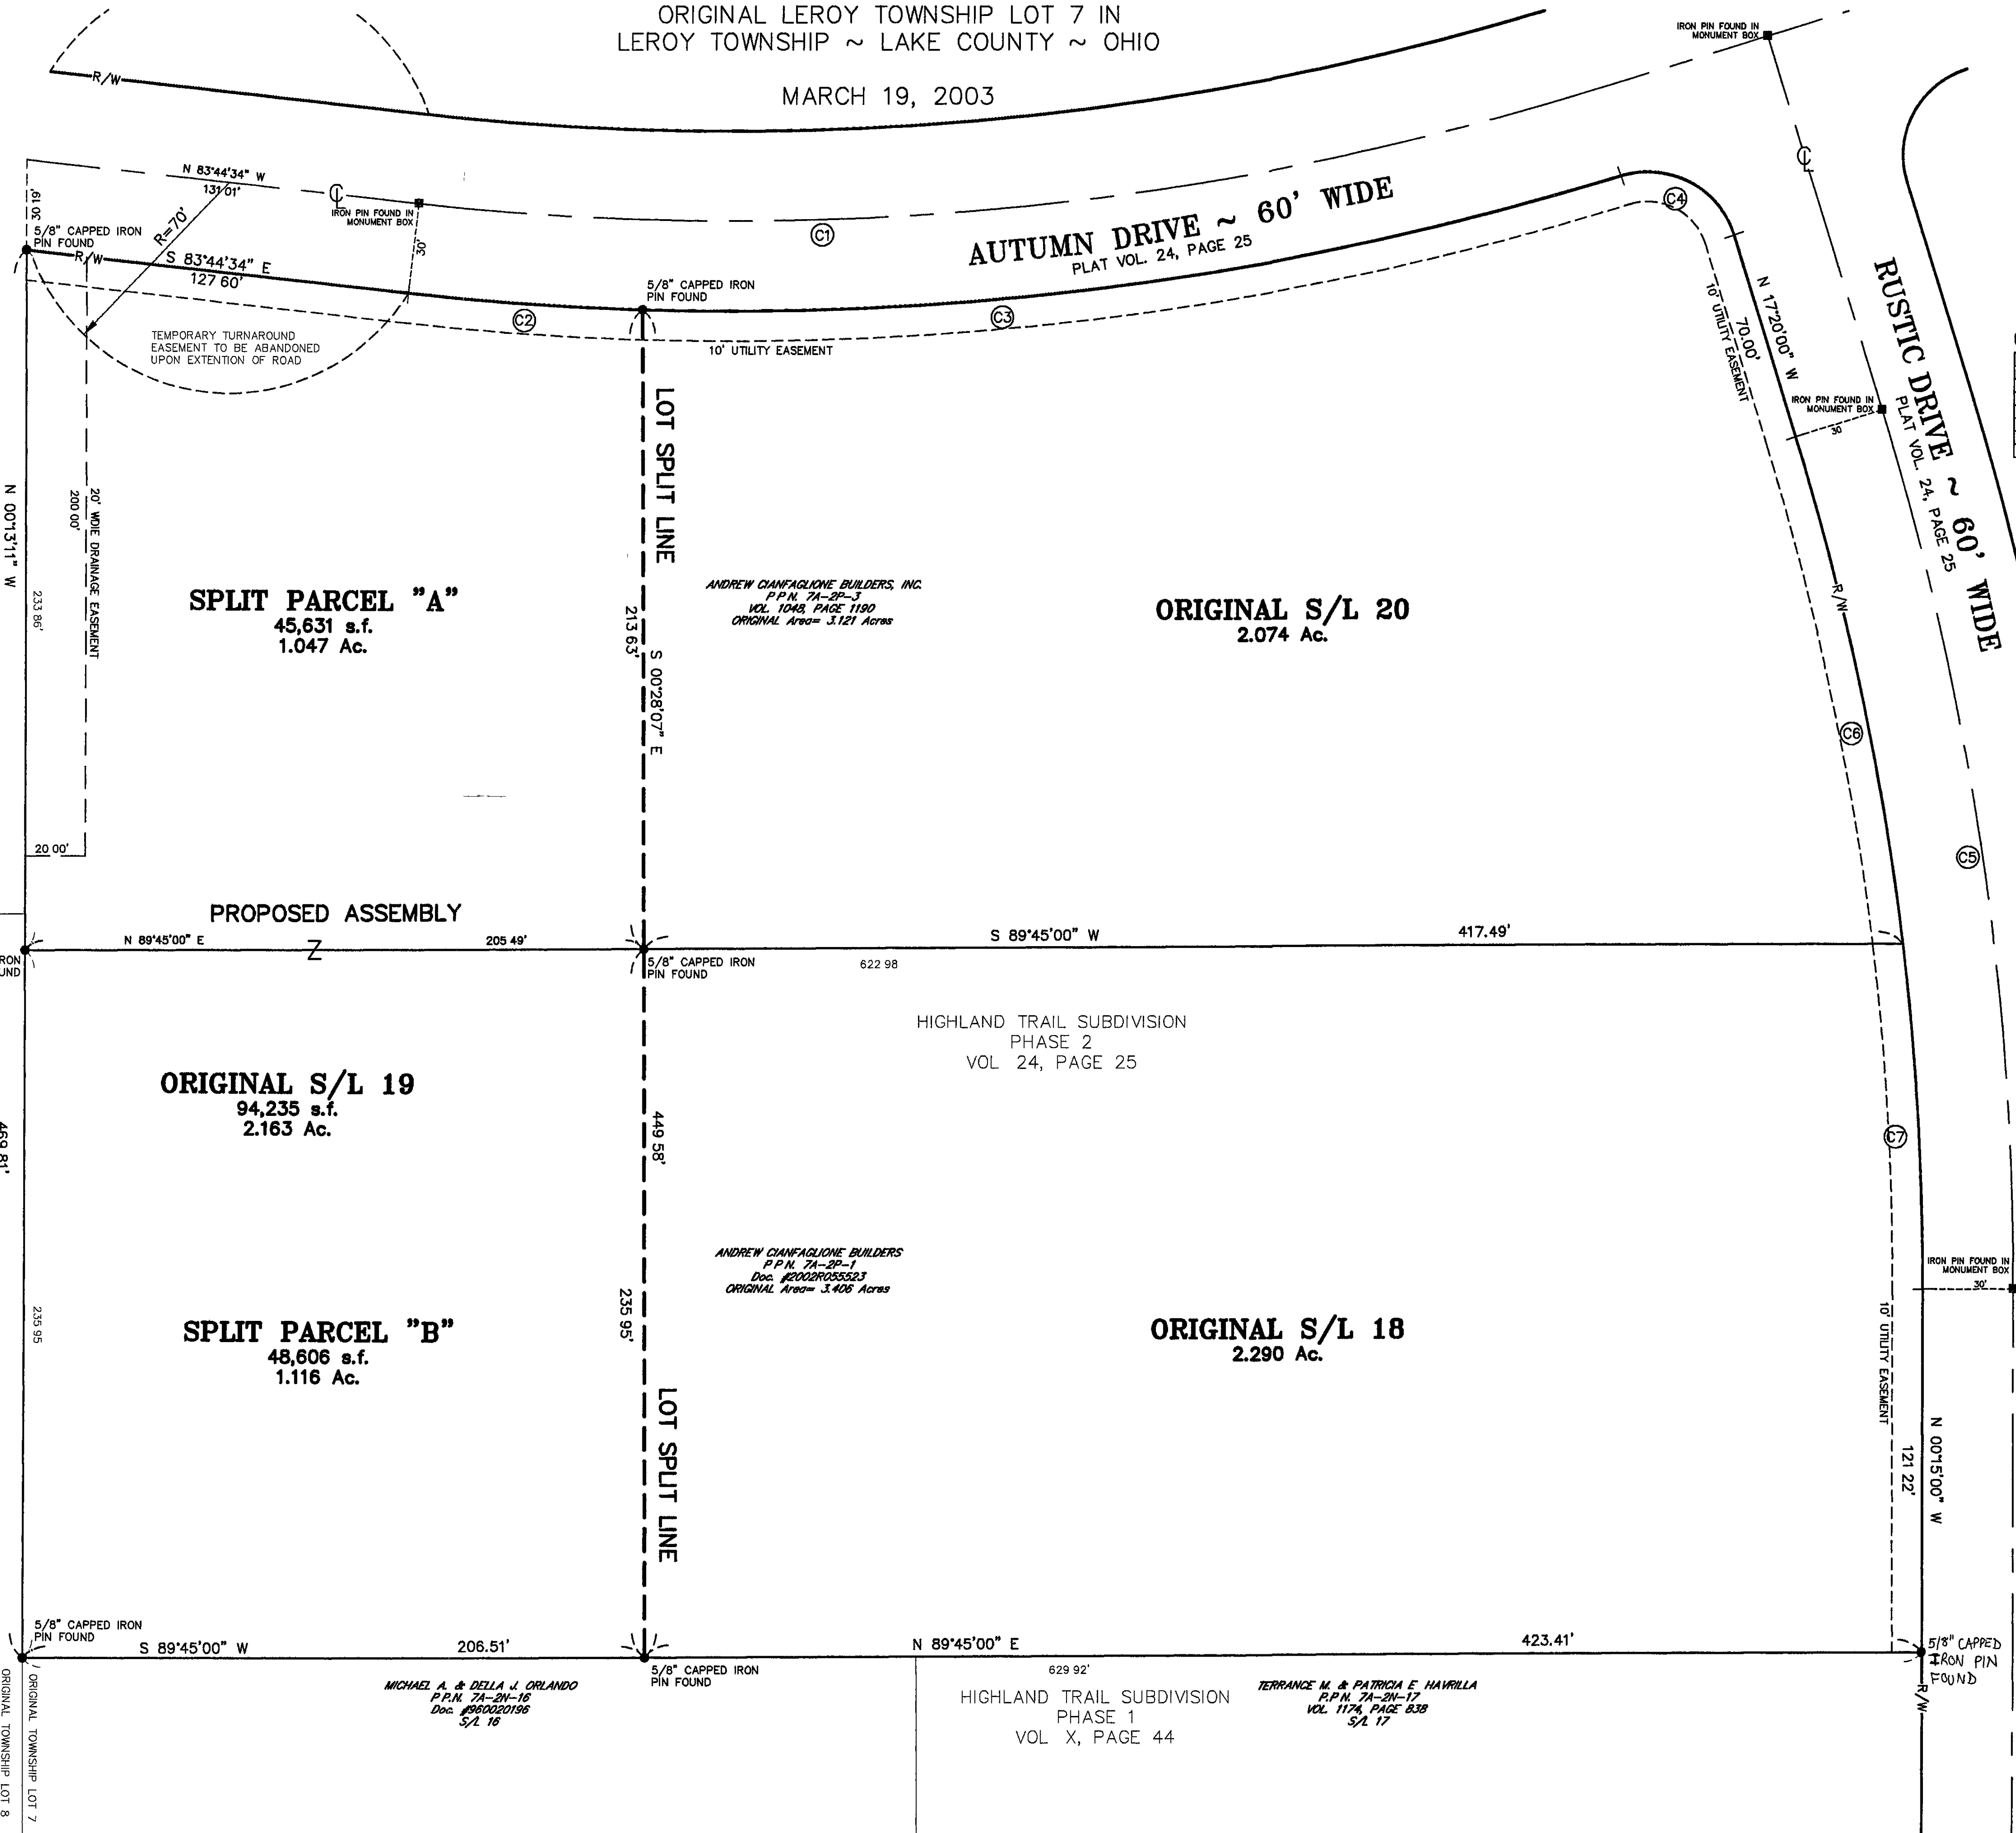 ORIGINAL LEROY TOWNSHIP LOT 7 IN
LEROY TOWNSHIP ~ LAKE COUNTY ~ OHIO
MARCH 19, 2003
IRON PIN FOUND IN
MONUMENT BOX
R/W
N 83°44'34" W
131 01'
30 19'
R=70'
5/8" CAPPED IRON
PIN FOUND
R/W
S 83°44'34" E
127 60'
CL
IRON PIN FOUND IN
MONUMENT BOX
30'
TEMPORARY TURNAROUND
EASEMENT TO BE ABANDONED
UPON EXTENTION OF ROAD
C1
C2
C3
C4
CL
5/8" CAPPED IRON
PIN FOUND
10' UTILITY EASEMENT
AUTUMN DRIVE ~ 60' WIDE
PLAT VOL. 24, PAGE 25
N 17°20'00" W
70.00'
10' UTILITY EASEMENT
IRON PIN FOUND IN
MONUMENT BOX
30
RUSTIC DRIVE ~ 60' WIDE
PLAT VOL. 24, PAGE 25
R/W
N 00°13'11" W
233 86'
20' WDIE DRAINAGE EASEMENT
200 00'
20 00'
SPLIT PARCEL "A"
45,631 s.f.
1.047 Ac.
LOT SPLIT LINE
213 63'
S 00°28'07" E
ANDREW CIANFAGLIONE BUILDERS, INC.
P P N. 7A-2P-3
VOL. 1048, PAGE 1190
ORIGINAL Area= 3.121 Acres
ORIGINAL S/L 20
2.074 Ac.
C6
C5
PROPOSED ASSEMBLY
N 89°45'00" E
205 49'
Z
S 89°45'00" W
417.49'
5/8" CAPPED IRON
PIN FOUND
622 98
HIGHLAND TRAIL SUBDIVISION
PHASE 2
VOL 24, PAGE 25
ORIGINAL S/L 19
94,235 s.f.
2.163 Ac.
469 81'
449 58'
C7
ANDREW CIANFAGLIONE BUILDERS
P P N. 7A-2P-1
Doc. #2002R055523
ORIGINAL Area= 3.406 Acres
235 95
235 95'
SPLIT PARCEL "B"
48,606 s.f.
1.116 Ac.
ORIGINAL S/L 18
2.290 Ac.
IRON PIN FOUND IN
MONUMENT BOX
30'
10' UTILITY EASEMENT
LOT SPLIT LINE
N 00°15'00" W
121 22'
5/8" CAPPED IRON
PIN FOUND
S 89°45'00" W
206.51'
N 89°45'00" E
423.41'
5/8" CAPPED
IRON PIN
FOUND
R/W
5/8" CAPPED IRON
PIN FOUND
629 92'
MICHAEL A. & DELLA J. ORLANDO
P P.N. 7A-2N-16
Doc. #960020196
S/L 16
HIGHLAND TRAIL SUBDIVISION
PHASE 1
VOL X, PAGE 44
TERRANCE M. & PATRICIA E HAVRILLA
P.P N. 7A-2N-17
VOL. 1174, PAGE 838
S/L 17
ORIGINAL TOWNSHIP LOT 7
ORIGINAL TOWNSHIP LOT 8